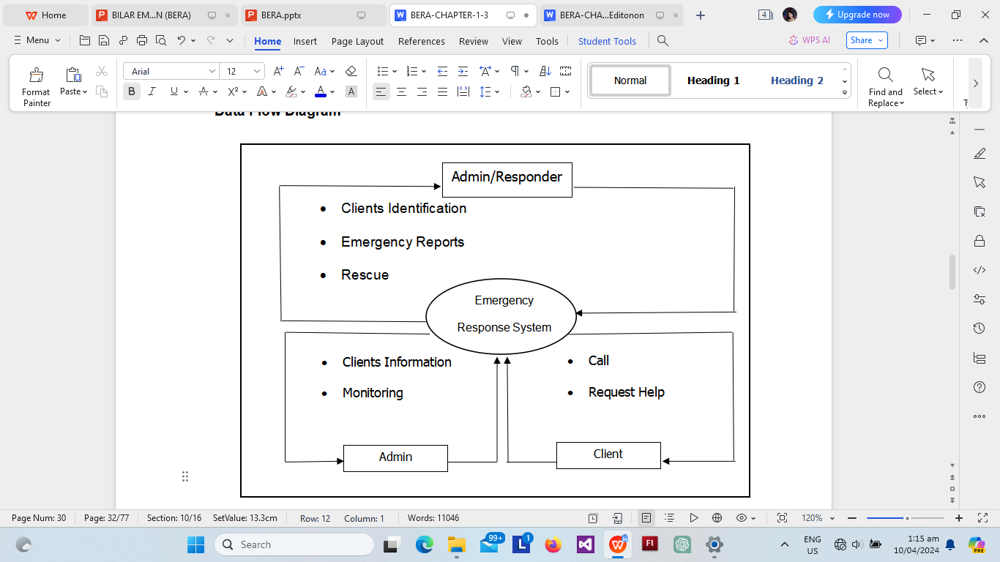 Home
BILAR EM...N (BERA)
BERA.pptx
BERA-CHAPTER-1-3
BERA-CHA...Editonon
4
Upgrade now
Menu
Home
Insert
Page Layout
References
Review
View
Tools
Student Tools
WPS AI
Share
Format
Painter
Paste
Arial
12
Normal
Heading 1
Heading 2
Find and
Replace
Select
Data Flow Diagram
Admin/Responder
• Clients Identification
• Emergency Reports
• Rescue
Emergency
Response System
• Clients Information
• Monitoring
• Call
• Request Help
Admin
Client
Page Num: 30
Page: 32/77
Section: 10/16
SetValue: 13.3cm
Row: 12
Column: 1
Words: 11046
120%
Search
99+
1
ENG
US
1:15 am
10/04/2024